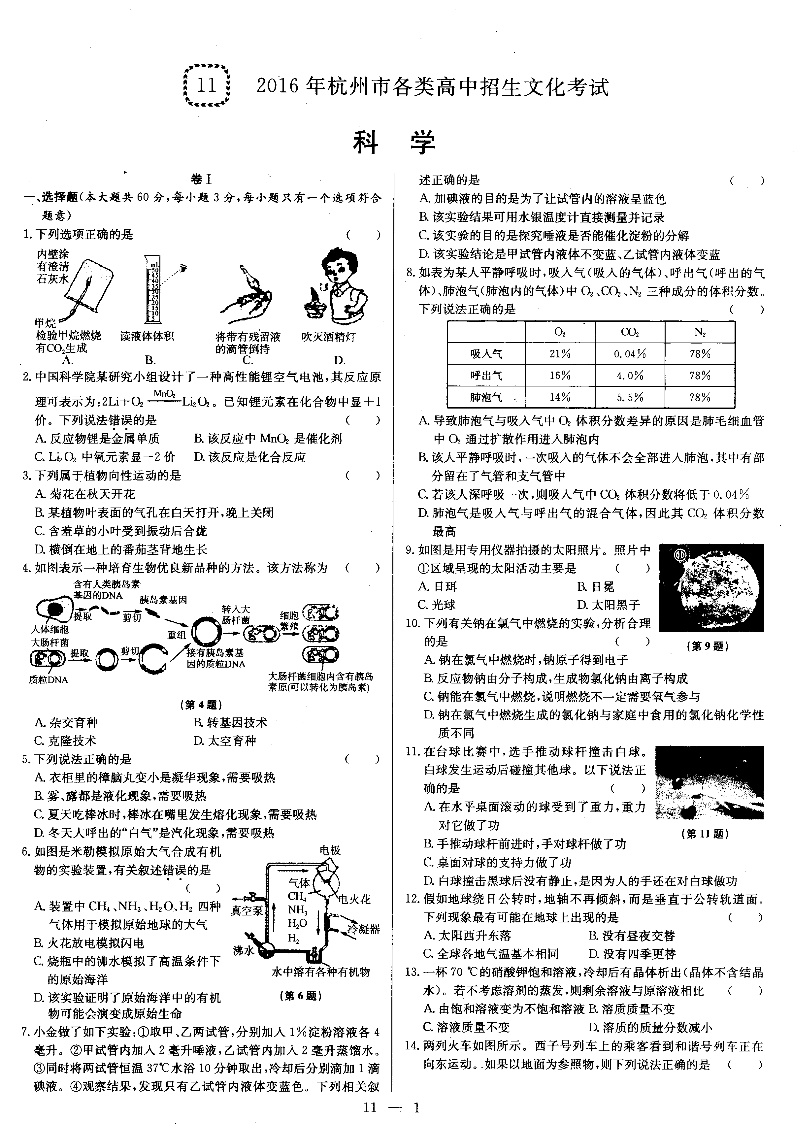 11 2016年杭州市各类高中招生文化考试
科 学
卷Ⅰ
一、选择题(本大题共60分,每小题3分,每小题只有一个选项符合
题意)
1.下列选项正确的是 ( )
内壁涂
有澄清
石灰水
甲烷
检验甲烷燃烧
有CO₂生成
A.
读液体体积
B.
将带有残留液
的滴管倒持
C.
吹灭酒精灯
D.
2.中国科学院某研究小组设计了一种高性能锂空气电池,其反应原
理可表示为:2Li+O₂ MnO₂ Li₂O₂。已知锂元素在化合物中显+1
价。下列说法错误的是 ( )
A.反应物锂是金属单质 B.该反应中MnO₂是催化剂
C.Li₂O₂中氧元素显-2价 D.该反应是化合反应
3.下列属于植物向性运动的是 ( )
A.菊花在秋天开花
B.某植物叶表面的气孔在白天打开,晚上关闭
C.含羞草的小叶受到振动后合拢
D.横倒在地上的番茄茎背地生长
4.如图表示一种培育生物优良新品种的方法。该方法称为 ( )
含有人类胰岛素
基因的DNA
胰岛素基因
提取
剪切
人体细胞
大肠杆菌
提取
剪切
质粒DNA
重组
接有胰岛素基
因的质粒DNA
转入大
肠杆菌
细胞
繁殖
大肠杆菌细胞内含有胰岛
素原(可以转化为胰岛素)
(第4题)
A.杂交育种 B.转基因技术
C.克隆技术 D.太空育种
5.下列说法正确的是 ( )
A.衣柜里的樟脑丸变小是凝华现象,需要吸热
B.雾、露都是液化现象,需要吸热
C.夏天吃棒冰时,棒冰在嘴里发生熔化现象,需要吸热
D.冬天人呼出的“白气”是汽化现象,需要吸热
6.如图是米勒模拟原始大气合成有机
物的实验装置,有关叙述错误的是
( )
A.装置中CH₄、NH₃、H₂O、H₂四种
气体用于模拟原始地球的大气
B.火花放电模拟闪电
C.烧瓶中的沸水模拟了高温条件下
的原始海洋
D.该实验证明了原始海洋中的有机
物可能会演变成原始生命
电极
气体
CH₄
NH₃
H₂O
H₂
真空泵
电火花
冷凝器
沸水
水中溶有各种有机物
(第6题)
7.小金做了如下实验:①取甲、乙两试管,分别加人1%淀粉溶液各4
毫升。②甲试管内加入2毫升唾液,乙试管内加入2毫升蒸馏水。
③同时将两试管恒温37℃水浴10分钟取出,冷却后分别滴加1滴
碘液。④观察结果,发现只有乙试管内液体变蓝色。下列相关叙
述正确的是 ( )
A.加碘液的目的是为了让试管内的溶液呈蓝色
B.该实验结果可用水银温度计直接测量并记录
C.该实验的目的是探究唾液是否能催化淀粉的分解
D.该实验结论是甲试管内液体不变蓝、乙试管内液体变蓝
8.如表为某人平静呼吸时,吸入气(吸入的气体)、呼出气(呼出的气
体)、肺泡气(肺泡内的气体)中O₂、CO₂、N₂三种成分的体积分数。
下列说法正确的是 ( )
O₂ CO₂ N₂
吸人气 21% 0.04% 78%
呼出气 16% 4.0% 78%
肺泡气 14% 5.5% 78%
A.导致肺泡气与吸入气中O₂体积分数差异的原因是肺毛细血管
中O₂通过扩散作用进入肺泡内
B.该人平静呼吸时,一次吸入的气体不会全部进入肺泡,其中有部
分留在了气管和支气管中
C.若该人深呼吸一次,则吸入气中CO₂体积分数将低于0.04%
D.肺泡气是吸入气与呼出气的混合气体,因此其CO₂体积分数
最高
9.如图是用专用仪器拍摄的太阳照片。照片中
①区域呈现的太阳活动主要是 ( )
A.日珥 B.日冕
C.光球 D.太阳黑子
(第9题)
10.下列有关钠在氯气中燃烧的实验,分析合理
的是 ( )
A.钠在氯气中燃烧时,钠原子得到电子
B.反应物钠由分子构成,生成物氯化钠由离子构成
C.钠能在氯气中燃烧,说明燃烧不一定需要氧气参与
D.钠在氯气中燃烧生成的氯化钠与家庭中食用的氯化钠化学性
质不同
11.在台球比赛中,选手推动球杆撞击白球。
白球发生运动后碰撞其他球。以下说法正
确的是 ( )
A.在水平桌面滚动的球受到了重力,重力
对它做了功
B.手推动球杆前进时,手对球杆做了功
C.桌面对球的支持力做了功
D.白球撞击黑球后没有静止,是因为人的手还在对白球做功
(第11题)
12.假如地球绕日公转时,地轴不再倾斜,而是垂直于公转轨道面。
下列现象最有可能在地球上出现的是 ( )
A.太阳西升东落 B.没有昼夜交替
C.全球各地气温基本相同 D.没有四季更替
13.一杯70℃的硝酸钾饱和溶液,冷却后有晶体析出(晶体不含结晶
水)。若不考虑溶剂的蒸发,则剩余溶液与原溶液相比 ( )
A.由饱和溶液变为不饱和溶液 B.溶质质量不变
C.溶液质量不变 D.溶质的质量分数减小
14.两列火车如图所示。西子号列车上的乘客看到和谐号列车正在
向东运动。如果以地面为参照物,则下列说法正确的是 ( )
11 — 1